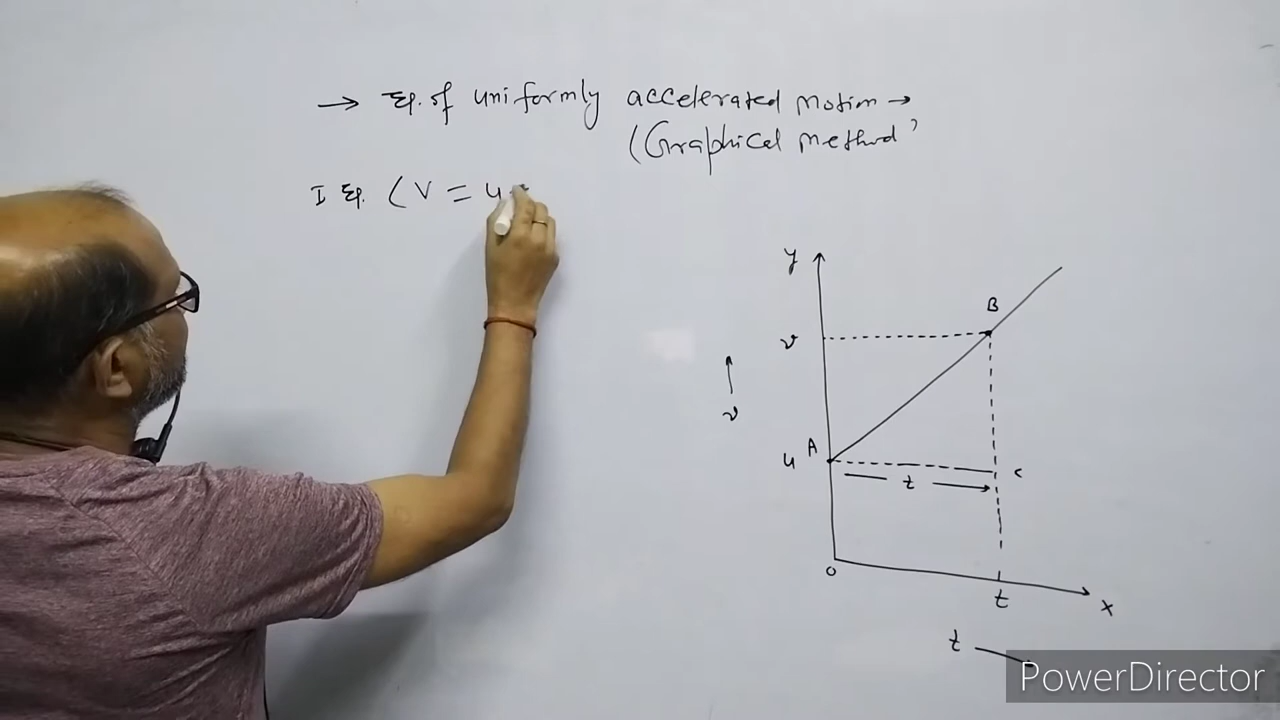 → Eq. of uniformly accelerated motion →
(Graphical method)
I Eq. (V = u
y
B
v
v
A
u
t
c
o
t
x
t
PowerDirector